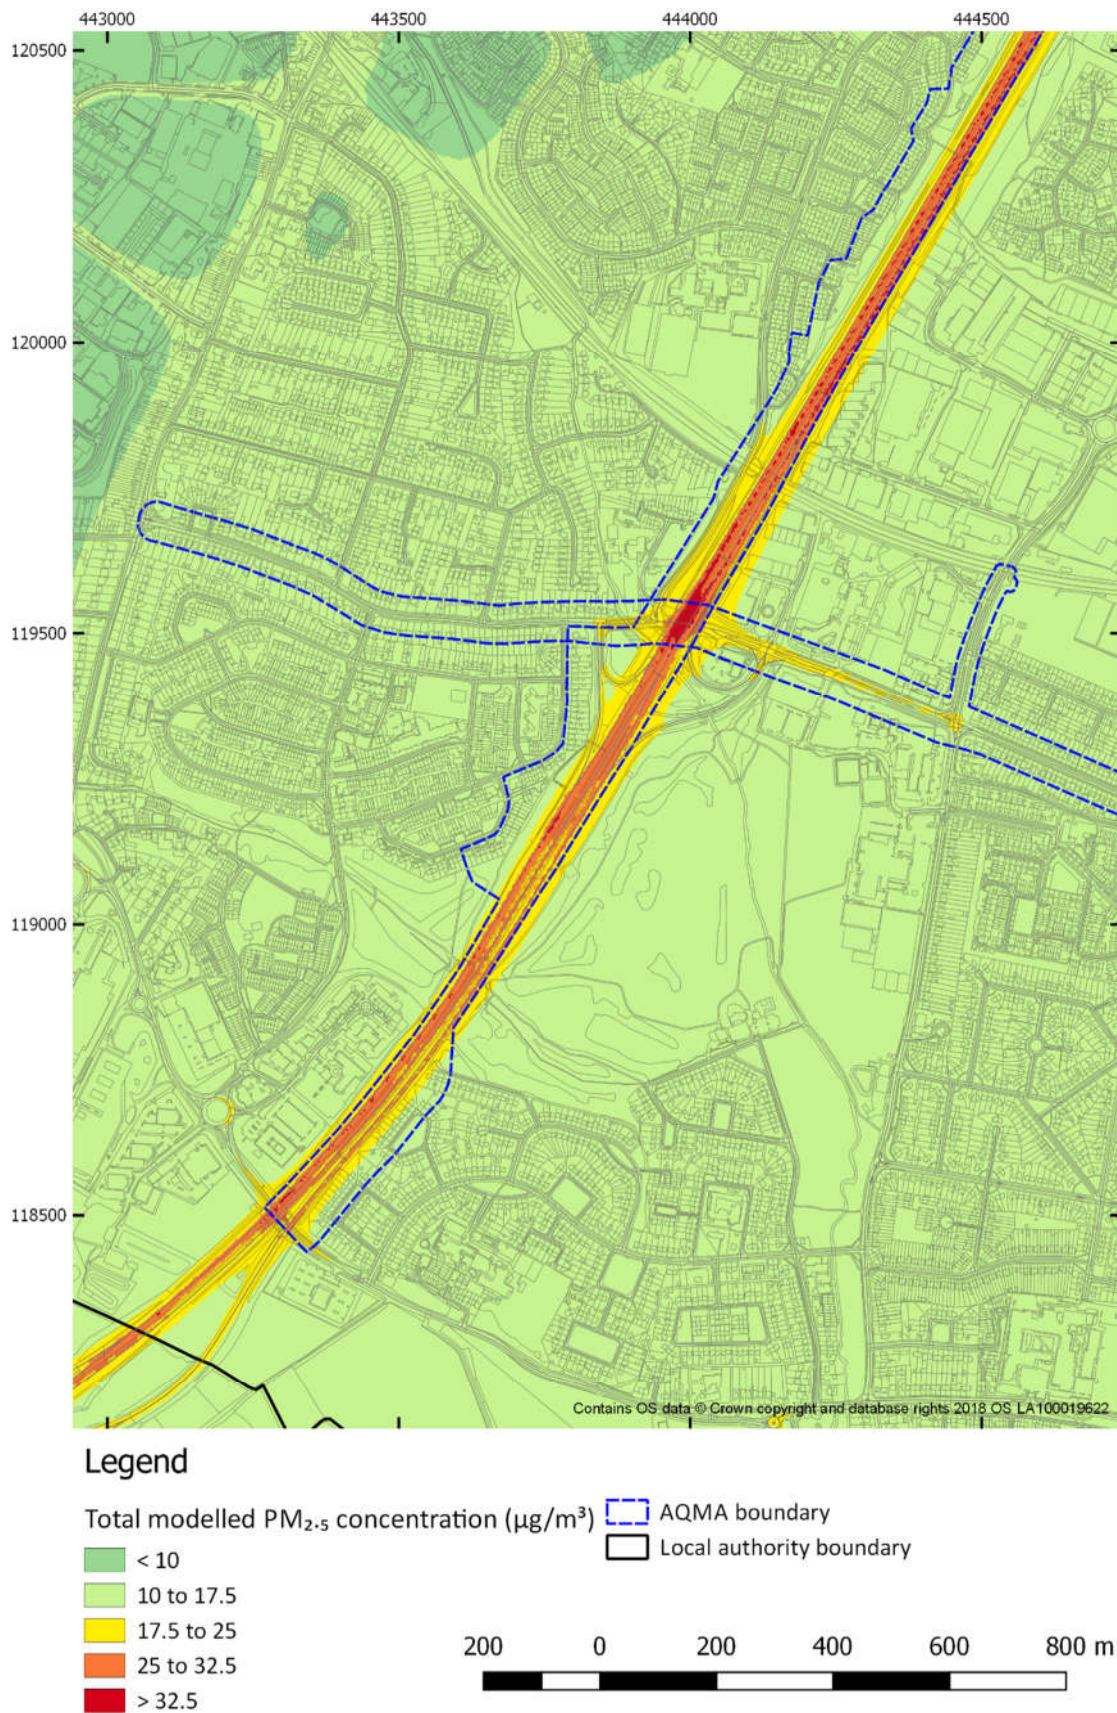 443000 443500 444000 444500
120500
120000
119500
119000
118500
Contains OS data © Crown copyright and database rights 2018 OS LA100019622
Legend
Total modelled PM₂.₅ concentration (µg/m³)
< 10
10 to 17.5
17.5 to 25
25 to 32.5
> 32.5
AQMA boundary
Local authority boundary
200 0 200 400 600 800 m